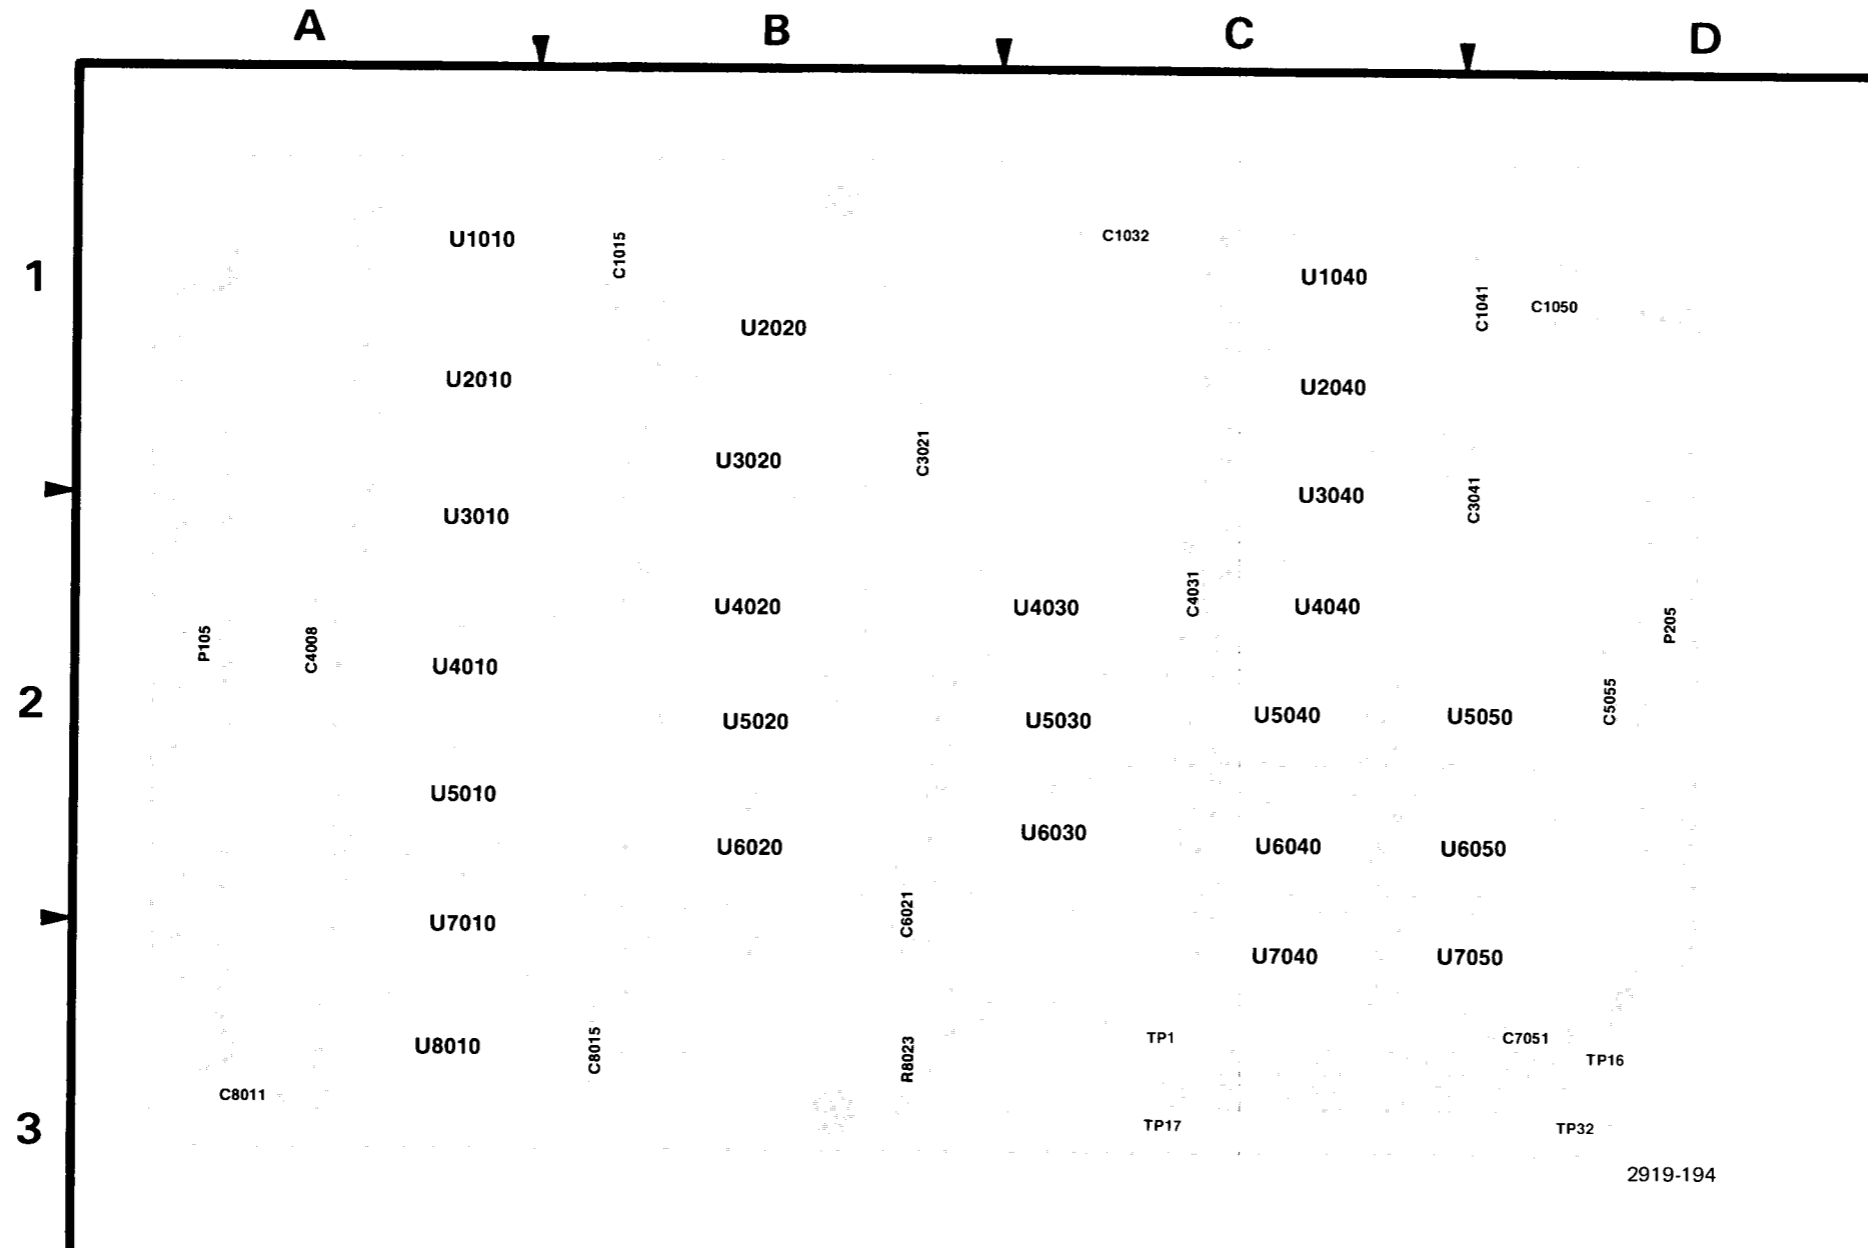 A B C D
1
U1010 C1015 C1032
U1040
C1041 C1050
U2020
U2010 U2040
U3020 C3021
U3040 C3041
U3010
C4031
U4020 U4030 U4040
P105 C4008 P205
U4010
C5055
U5020 U5030 U5040 U5050
2
U5010
U6020 U6030 U6040 U6050
U7010 C6021
U7040 U7050
U8010 C8015 R8023 TP1 C7051
TP16
C8011
3
TP17 TP32
2919-194